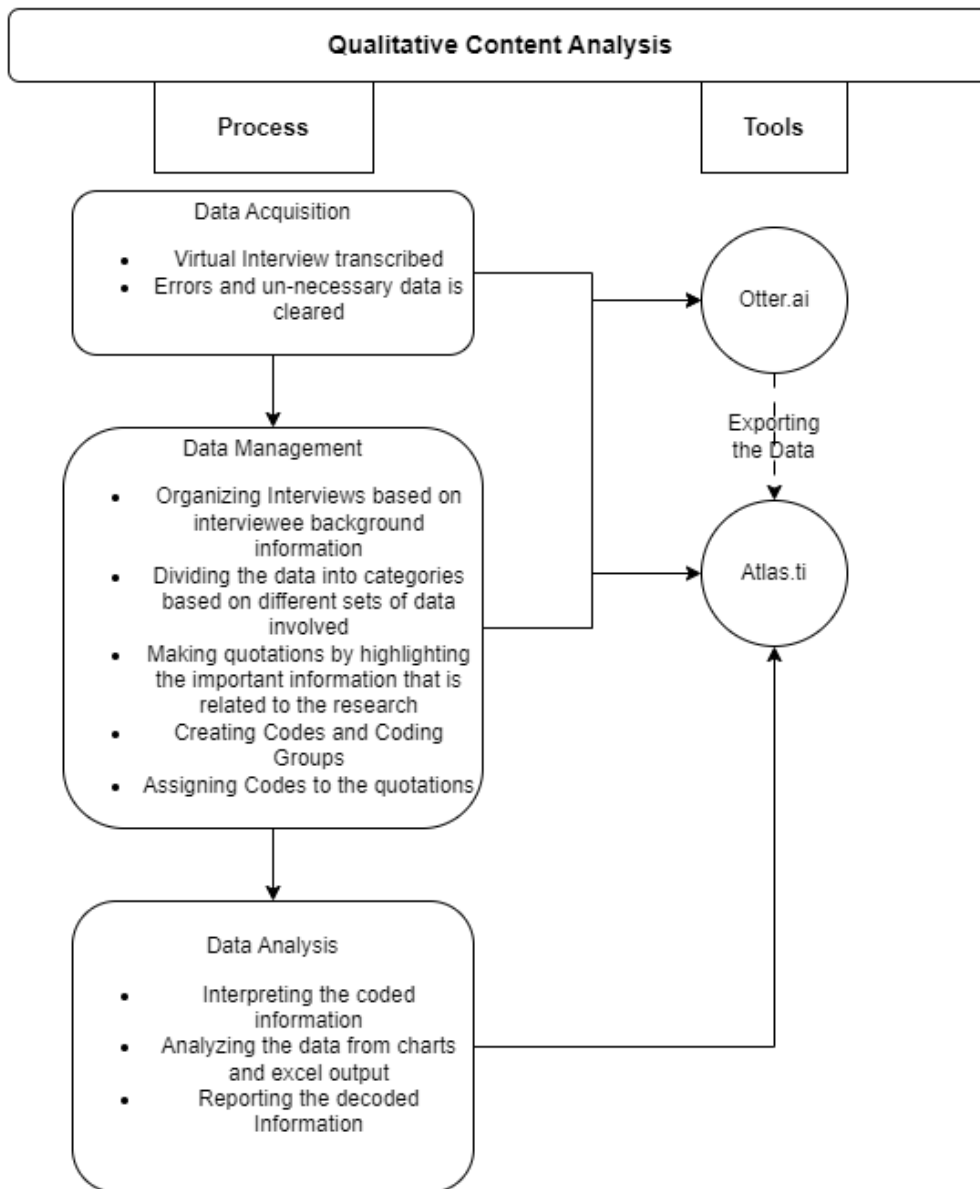 Qualitative Content Analysis
Process
Tools
Data Acquisition
• Virtual Interview transcribed
• Errors and un-necessary data is
cleared
Otter.ai
Exporting
the Data
Data Management
• Organizing Interviews based on
interviewee background
information
• Dividing the data into categories
based on different sets of data
involved
• Making quotations by highlighting
the important information that is
related to the research
• Creating Codes and Coding
Groups
• Assigning Codes to the quotations
Atlas.ti
Data Analysis
• Interpreting the coded
information
• Analyzing the data from charts
and excel output
• Reporting the decoded
Information